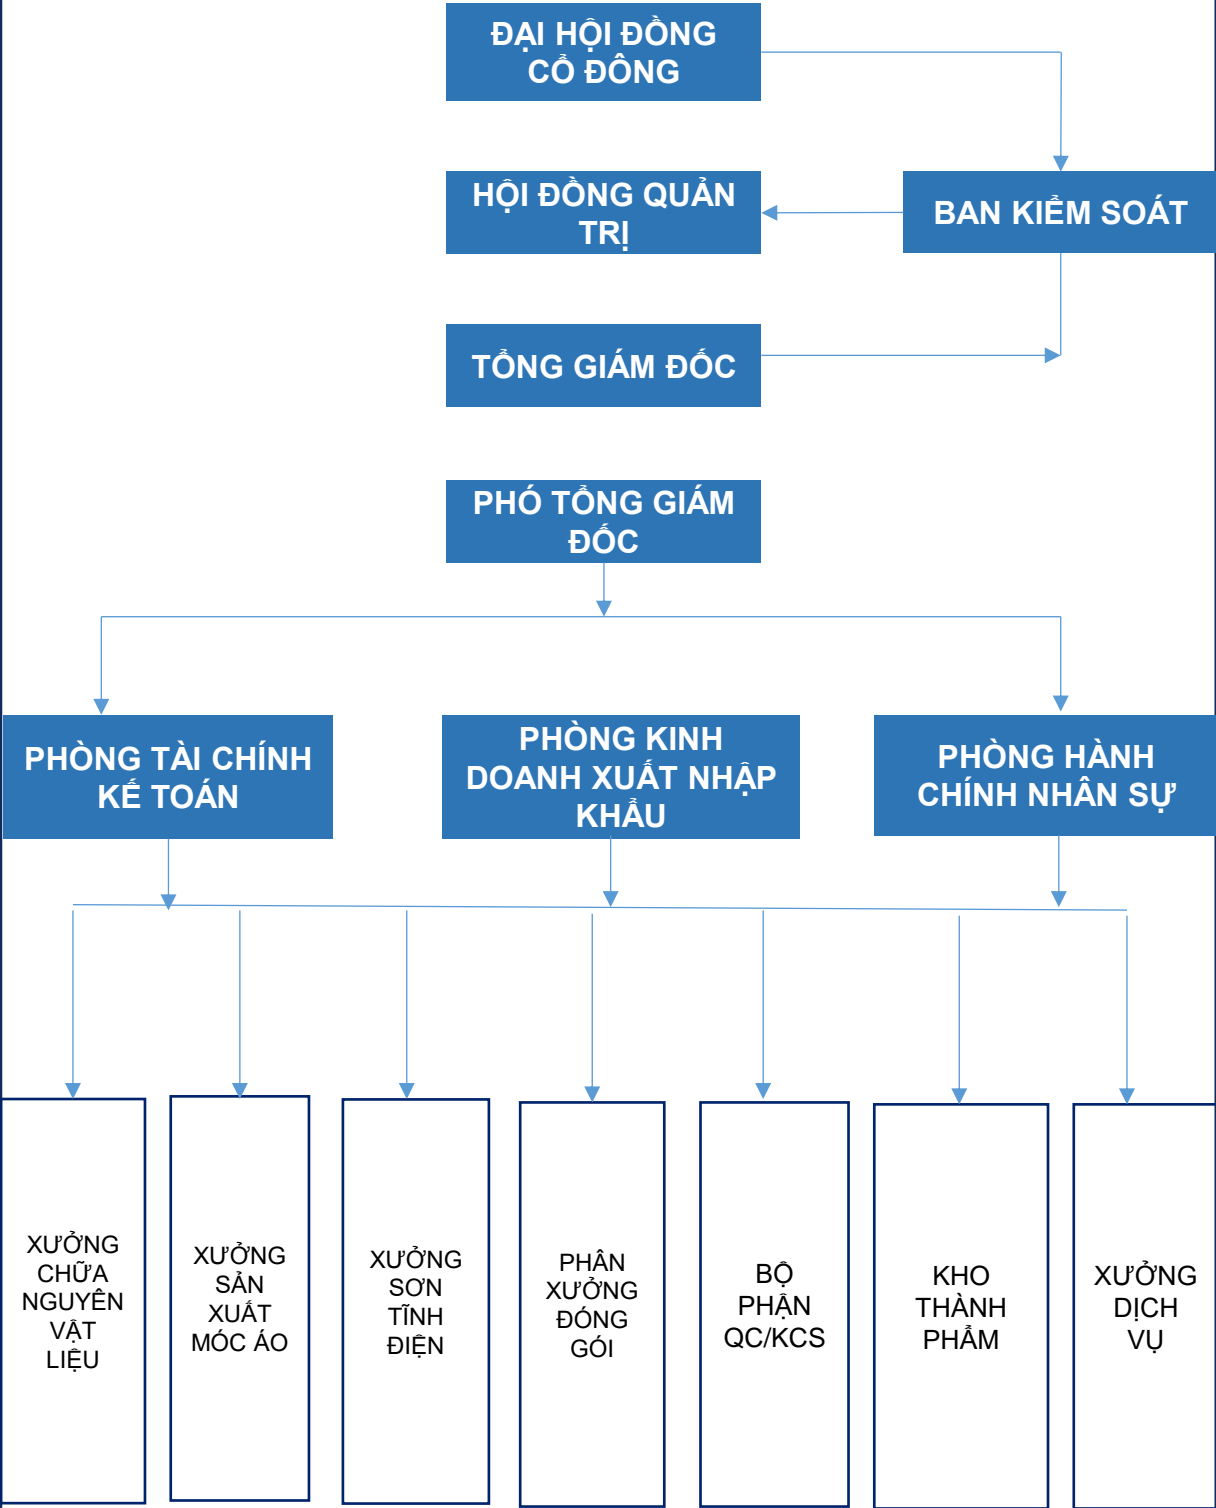 ĐẠI HỘI ĐỒNG
CỔ ĐÔNG
HỘI ĐỒNG QUẢN
TRỊ
BAN KIỂM SOÁT
TỔNG GIÁM ĐỐC
PHÓ TỔNG GIÁM
ĐỐC
PHÒNG TÀI CHÍNH
KẾ TOÁN
PHÒNG KINH
DOANH XUẤT NHẬP
KHẨU
PHÒNG HÀNH
CHÍNH NHÂN SỰ
XƯỞNG
CHỮA
NGUYÊN
VẬT
LIỆU
XƯỞNG
SẢN
XUẤT
MÓC ÁO
XƯỞNG
SƠN
TĨNH
ĐIỆN
PHÂN
XƯỞNG
ĐÓNG
GÓI
BỘ
PHẬN
QC/KCS
KHO
THÀNH
PHẨM
XƯỞNG
DỊCH
VỤ